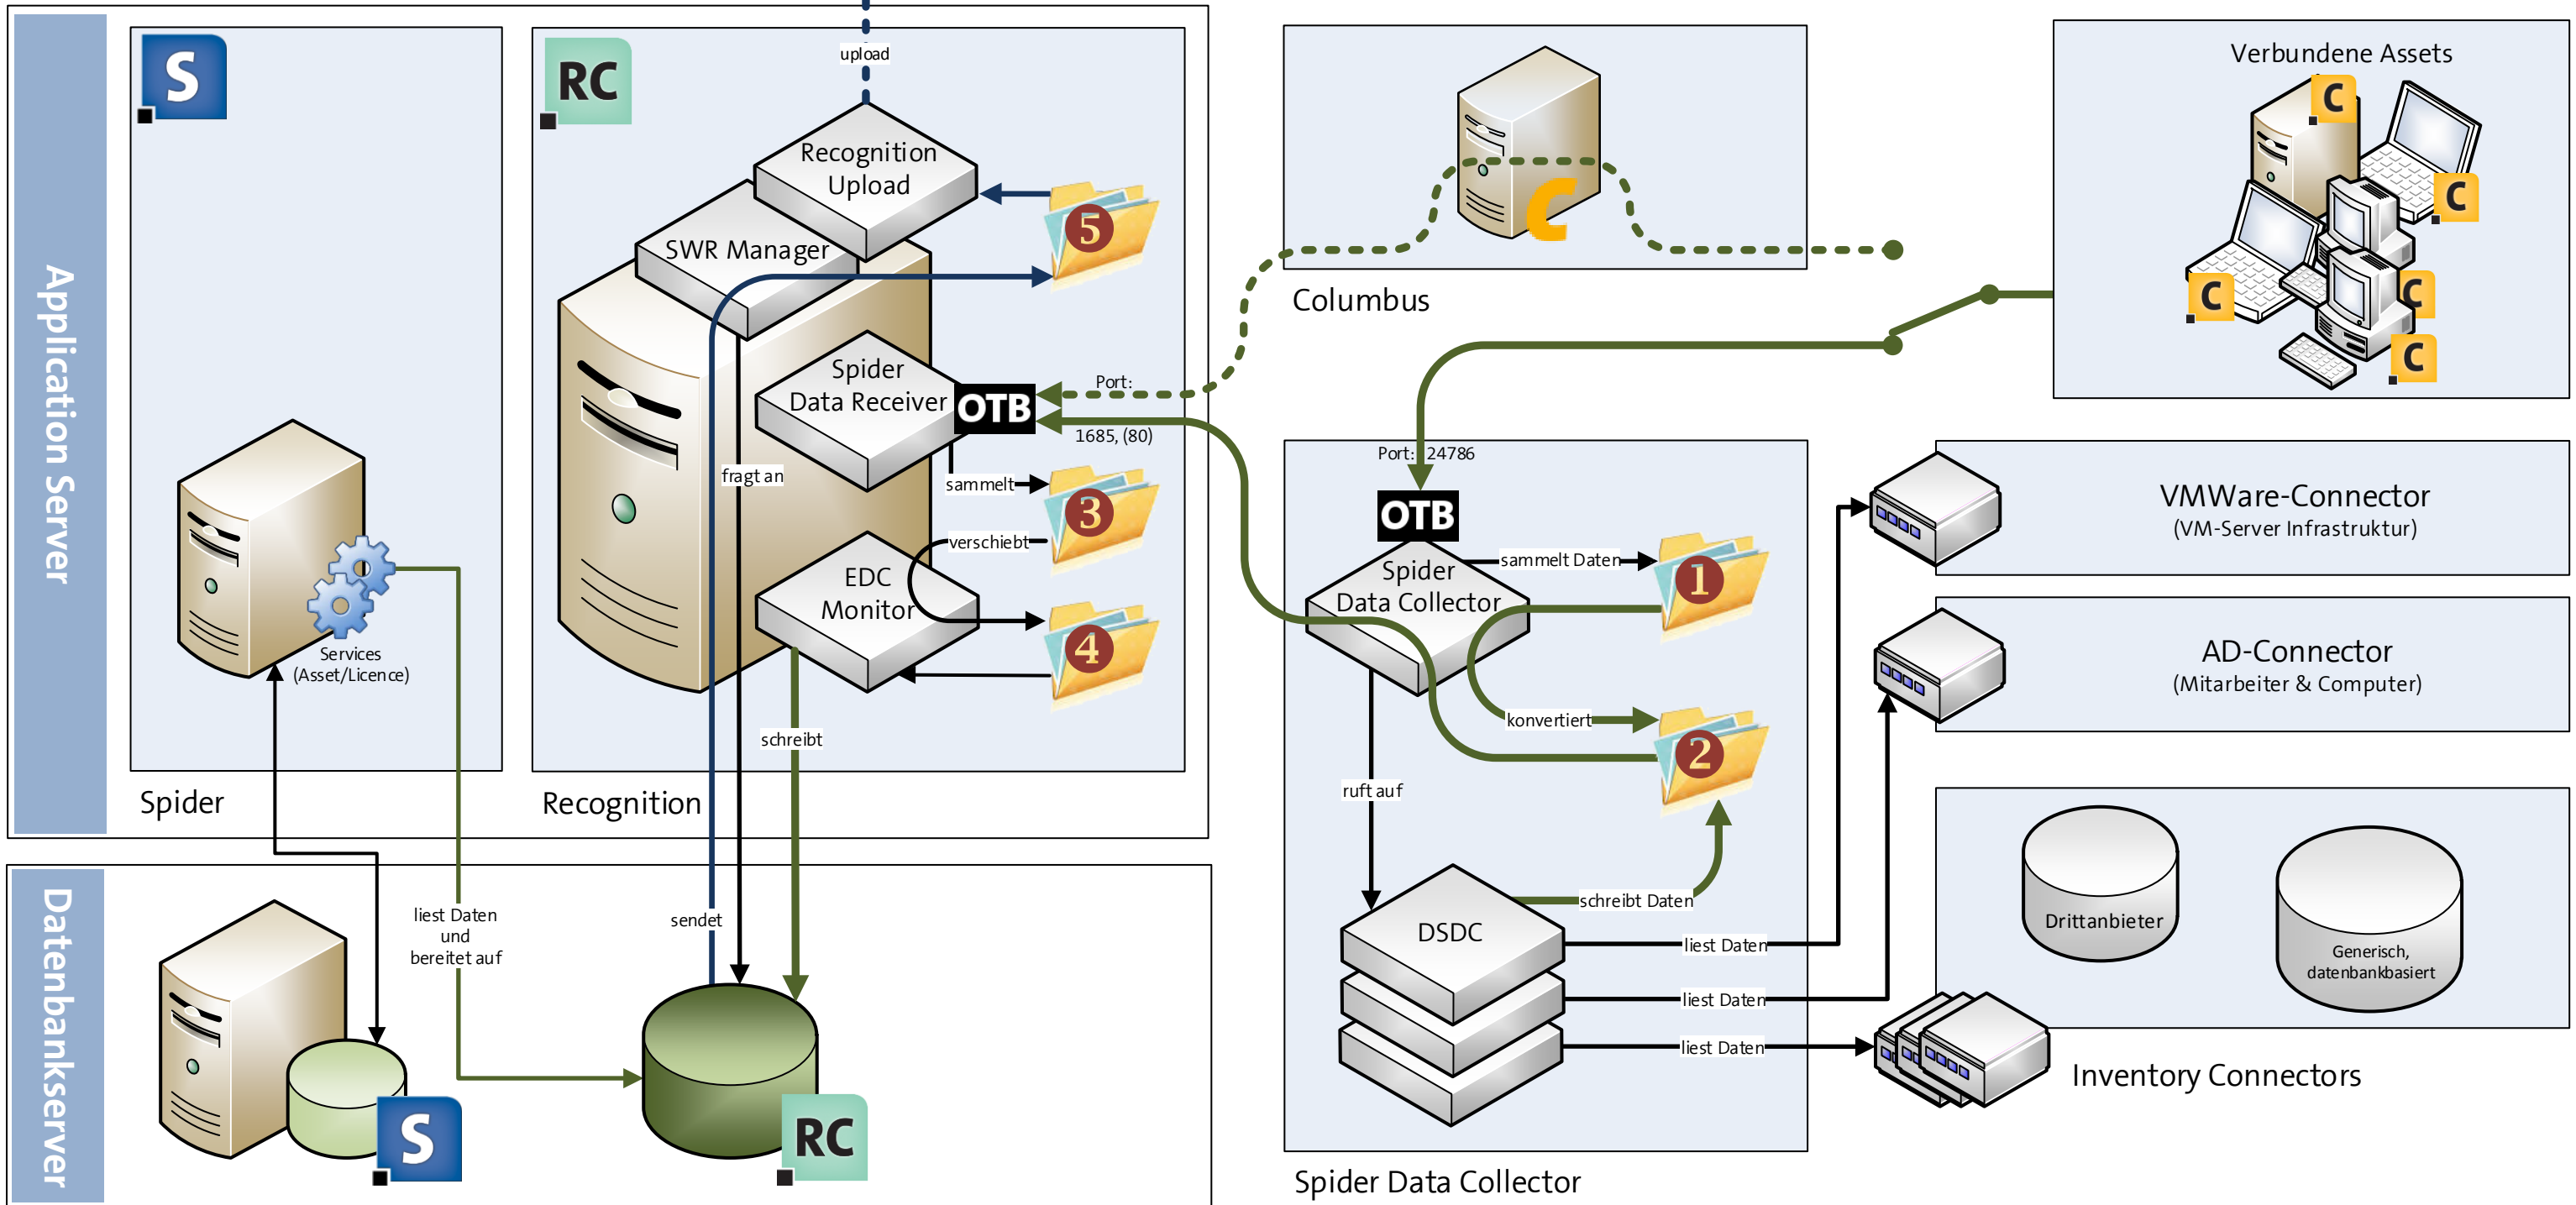 Application Server
S
Services
(Asset/Licence)
Spider
RC
upload
Recognition
Upload
SWR Manager
5
Spider
Data Receiver
OTB
Port:
1685, (80)
fragt an
sammelt
3
verschiebt
EDC
Monitor
4
schreibt
Recognition
Datenbankserver
liest Daten
und
bereitet auf
sendet
S
RC
C
Columbus
Verbundene Assets
C
C
C
C
C
Port: 24786
OTB
Spider
Data Collector
sammelt Daten
1
konvertiert
2
ruft auf
DSDC
schreibt Daten
liest Daten
liest Daten
liest Daten
Spider Data Collector
VMWare-Connector
(VM-Server Infrastruktur)
AD-Connector
(Mitarbeiter & Computer)
Drittanbieter
Generisch,
datenbankbasiert
Inventory Connectors